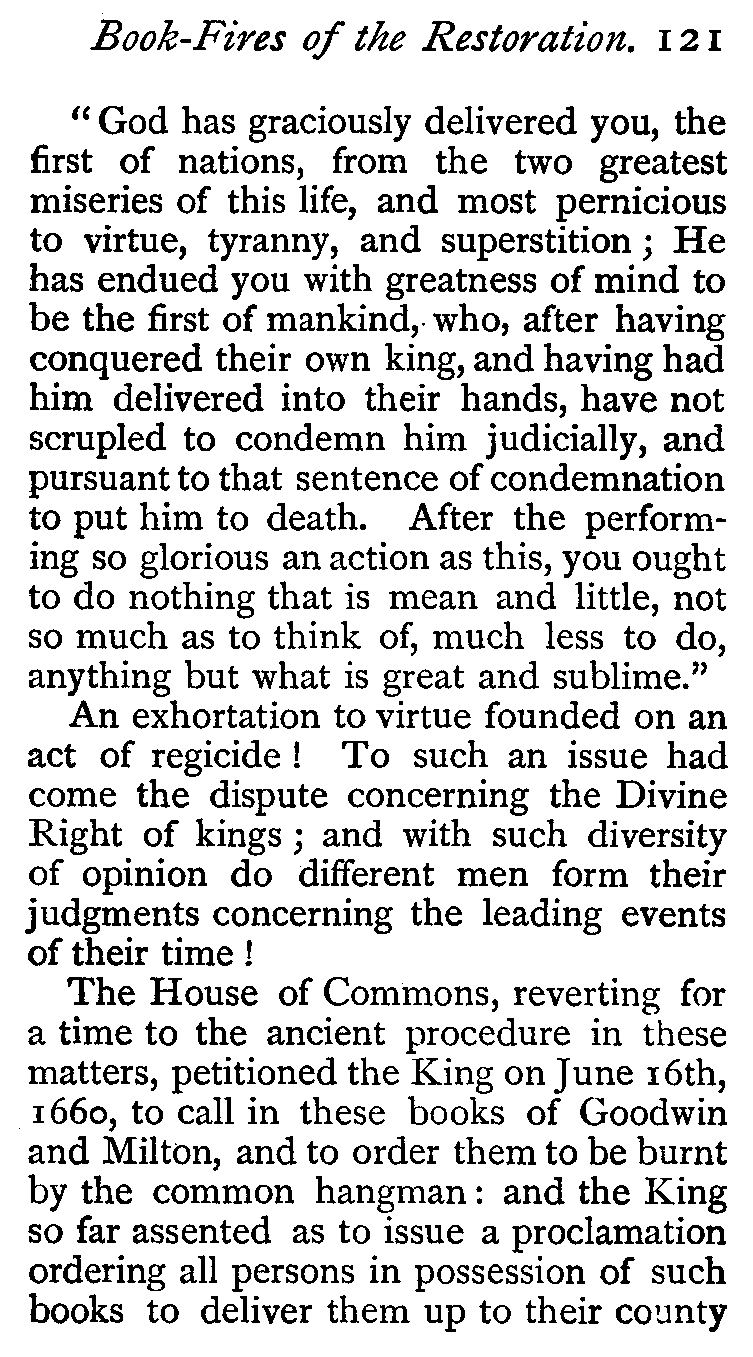 Book-Fires of the Restoration. 121
“God has graciously delivered you, the
first of nations, from the two greatest
miseries of this life, and most pernicious
to virtue, tyranny, and superstition ; He
has endued you with greatness of mind to
be the first of mankind, who, after having
conquered their own king, and having had
him delivered into their hands, have not
scrupled to condemn him judicially, and
pursuant to that sentence of condemnation
to put him to death. After the perform-
ing so glorious an action as this, you ought
to do nothing that is mean and little, not
so much as to think of, much less to do,
anything but what is great and sublime.”
An exhortation to virtue founded on an
act of regicide ! To such an issue had
come the dispute concerning the Divine
Right of kings ; and with such diversity
of opinion do different men form their
judgments concerning the leading events
of their time !
The House of Commons, reverting for
a time to the ancient procedure in these
matters, petitioned the King on June 16th,
1660, to call in these books of Goodwin
and Milton, and to order them to be burnt
by the common hangman : and the King
so far assented as to issue a proclamation
ordering all persons in possession of such
books to deliver them up to their county